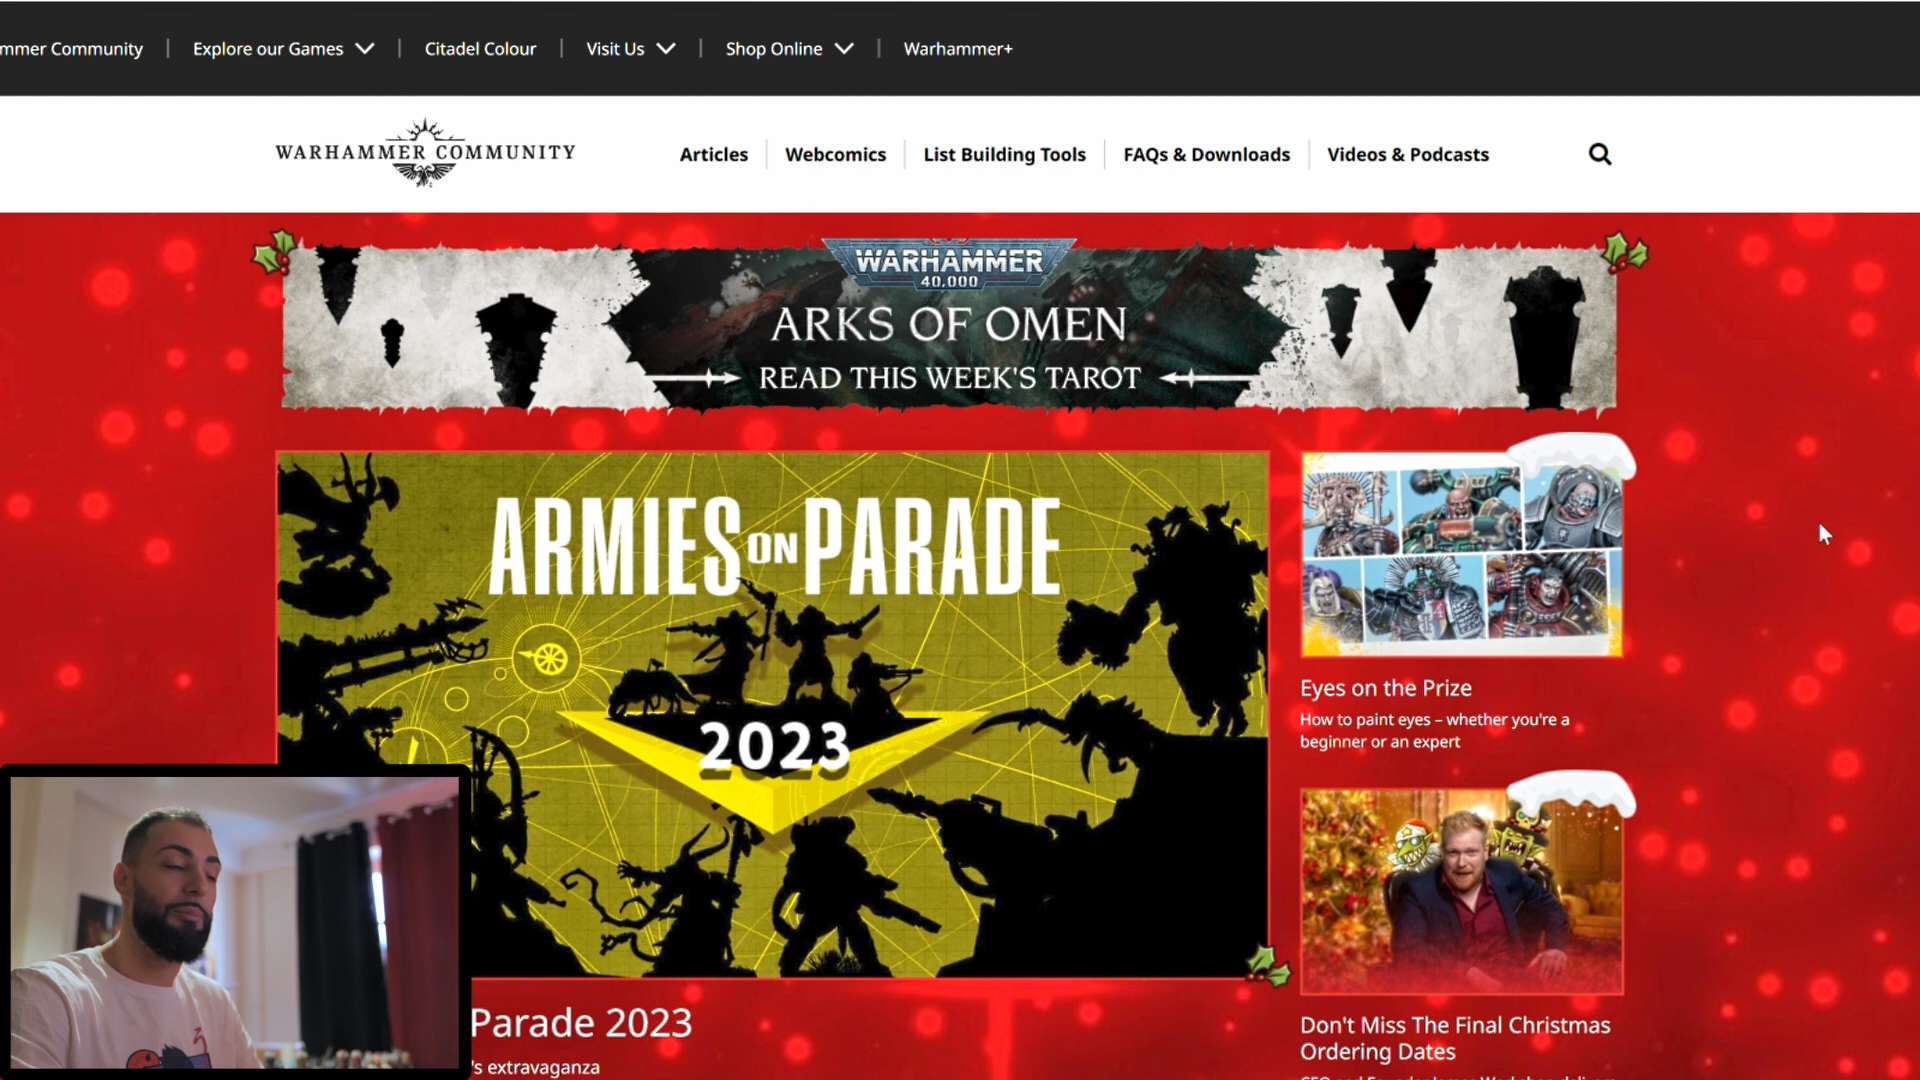 mmer Community
Explore our Games
Citadel Colour
Visit Us
Shop Online
Warhammer+
WARHAMMER COMMUNITY
Articles
Webcomics
List Building Tools
FAQs & Downloads
Videos & Podcasts
WARHAMMER
40,000
ARKS OF OMEN
READ THIS WEEK'S TAROT
ARMIES ON PARADE
2023
Parade 2023
's extravaganza
Eyes on the Prize
How to paint eyes – whether you're a
beginner or an expert
Don't Miss The Final Christmas
Ordering Dates